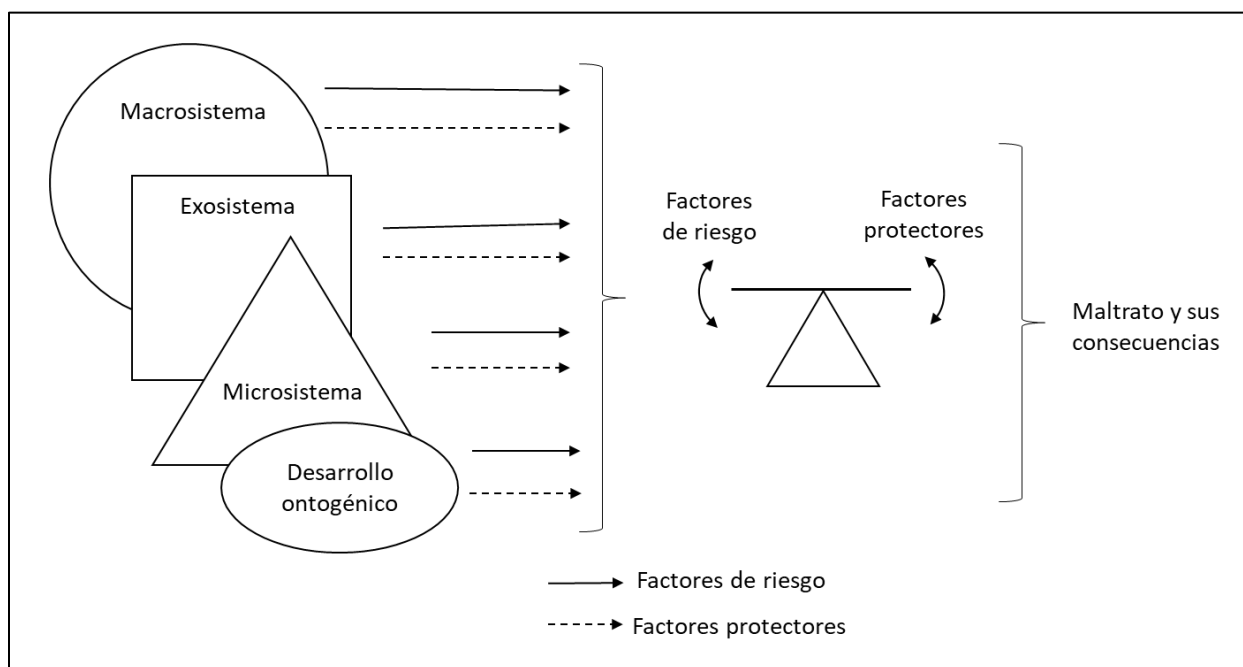 Macrosistema
Exosistema
Microsistema
Desarrollo
ontogénico
Factores
de riesgo
Factores
protectores
Maltrato y sus
consecuencias
Factores de riesgo
Factores protectores